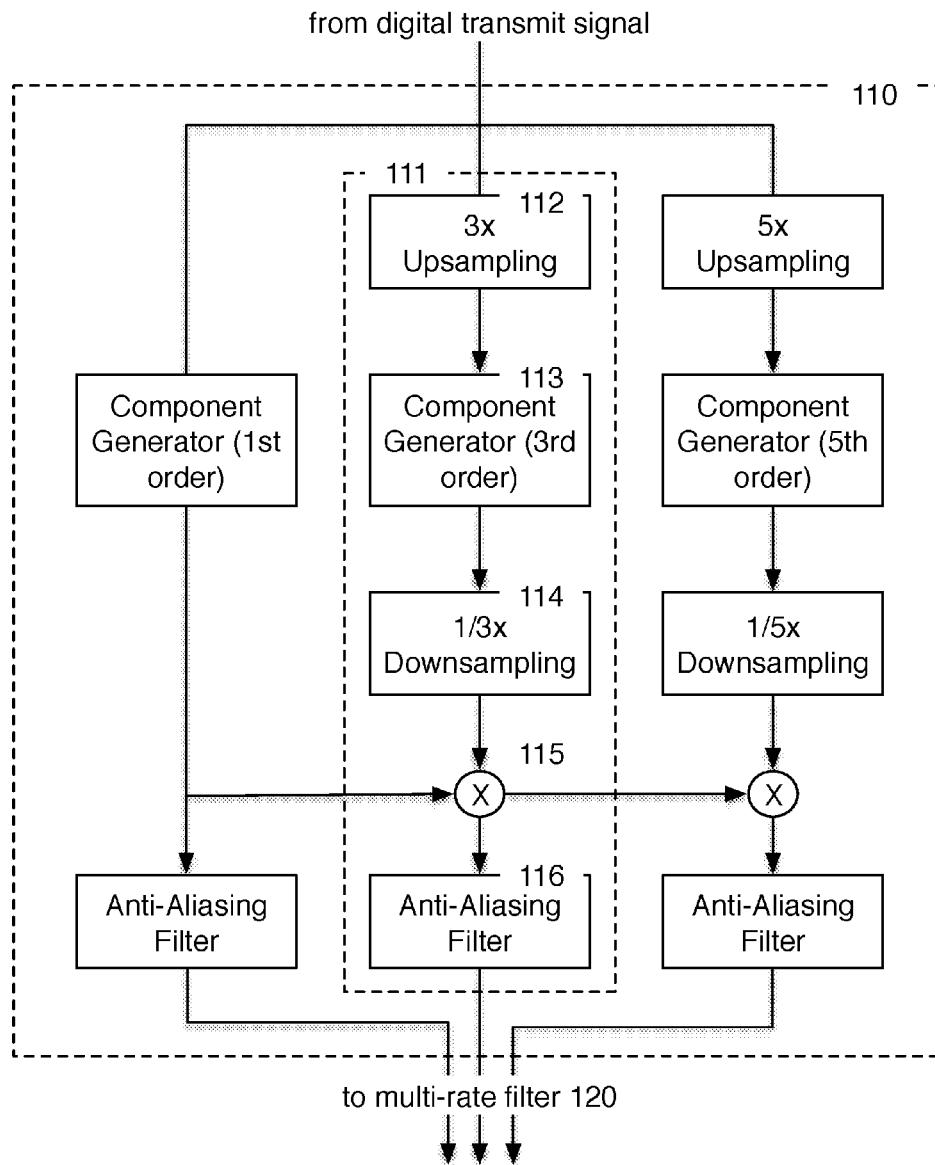 from digital transmit signal
110
111
112
3x
Upsampling
5x
Upsampling
Component
Generator (1st
order)
113
Component
Generator (3rd
order)
Component
Generator (5th
order)
114
1/3x
Downsampling
1/5x
Downsampling
115
X
X
Anti-Aliasing
Filter
116
Anti-Aliasing
Filter
Anti-Aliasing
Filter
to multi-rate filter 120